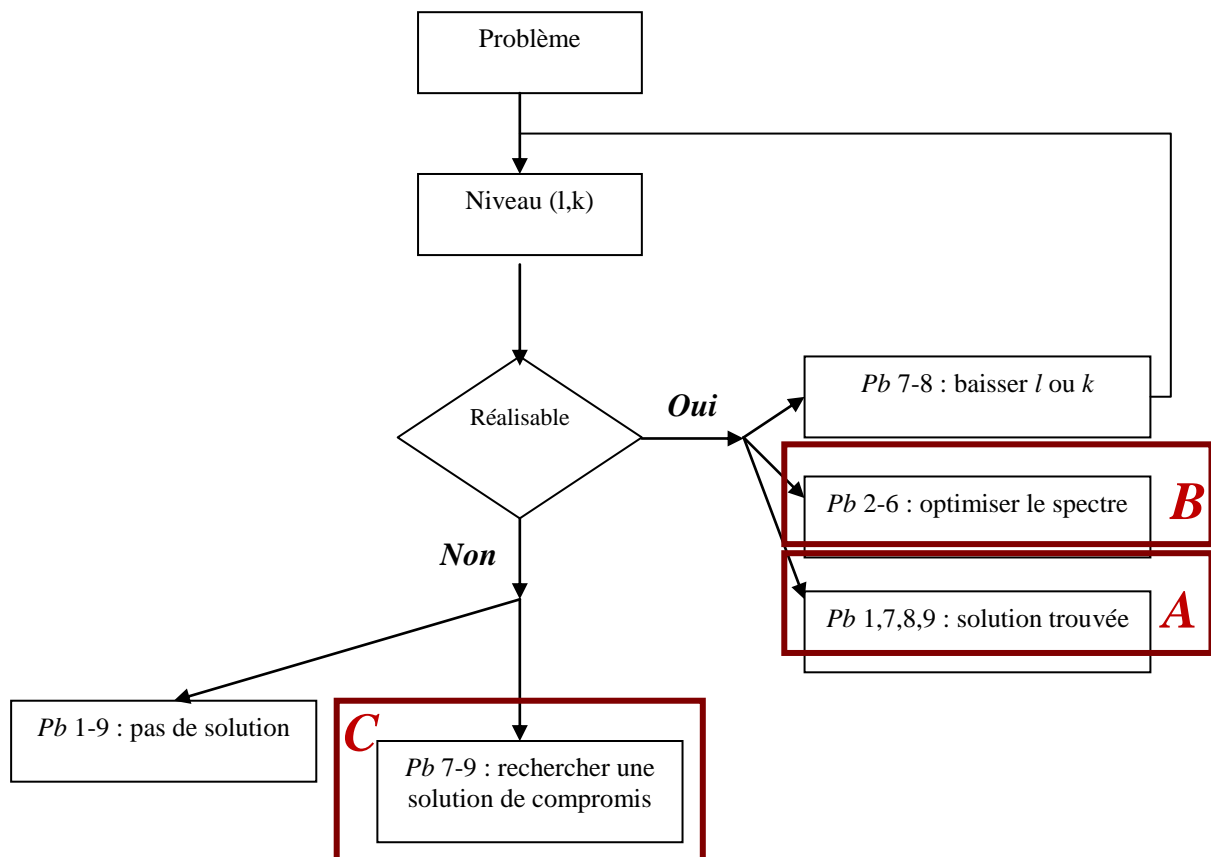 Problème
Niveau (l,k)
Réalisable
Oui
Non
Pb 7-8 : baisser l ou k
Pb 2-6 : optimiser le spectre
B
Pb 1,7,8,9 : solution trouvée
A
Pb 1-9 : pas de solution
C
Pb 7-9 : rechercher une
solution de compromis